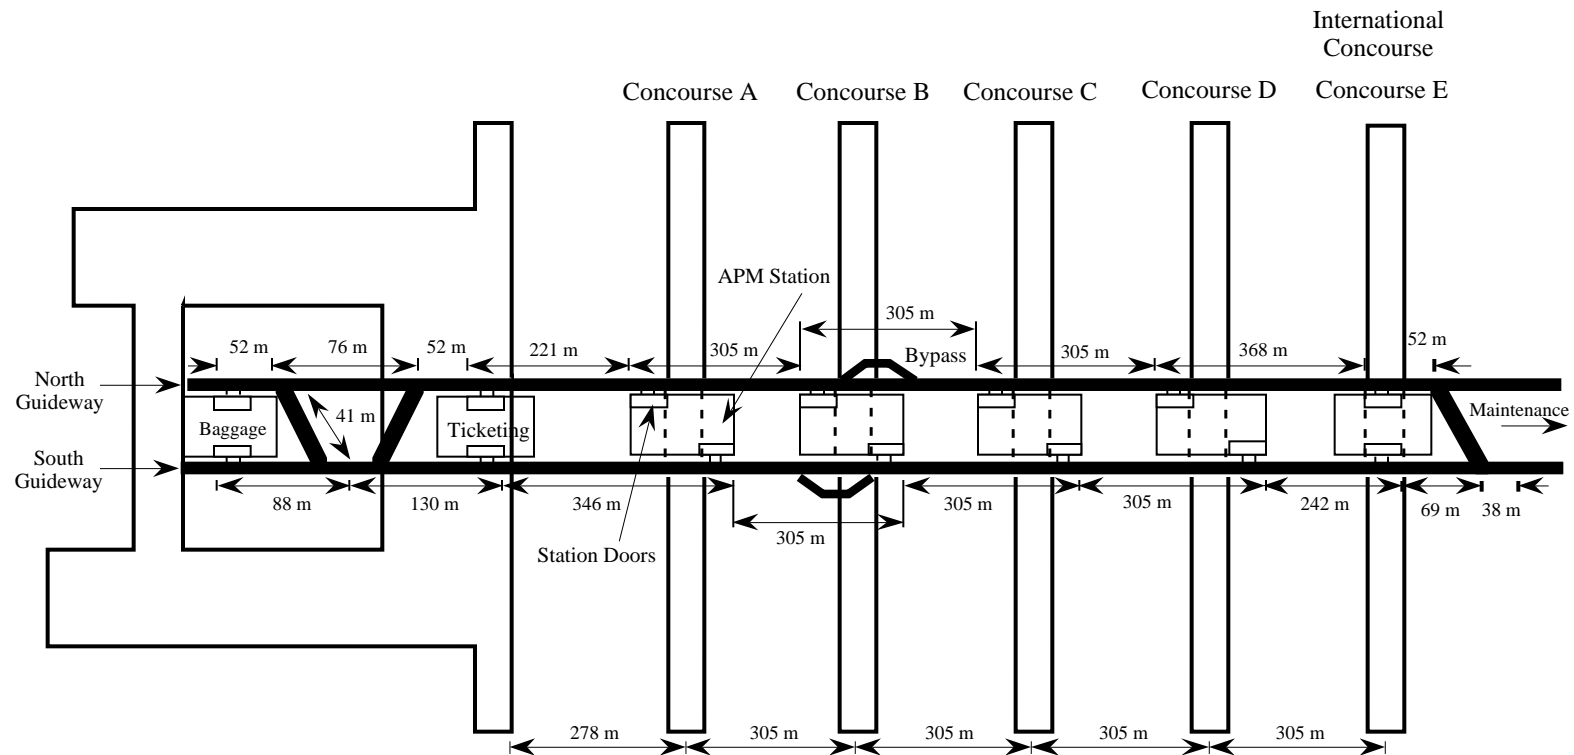 International
Concourse
Concourse A
Concourse B
Concourse C
Concourse D
Concourse E
APM Station
305 m
52 m
76 m
52 m
221 m
305 m
Bypass
305 m
368 m
52 m
North
Guideway
41 m
Maintenance
Baggage
Ticketing
South
Guideway
88 m
130 m
346 m
305 m
305 m
305 m
242 m
69 m
38 m
Station Doors
278 m
305 m
305 m
305 m
305 m